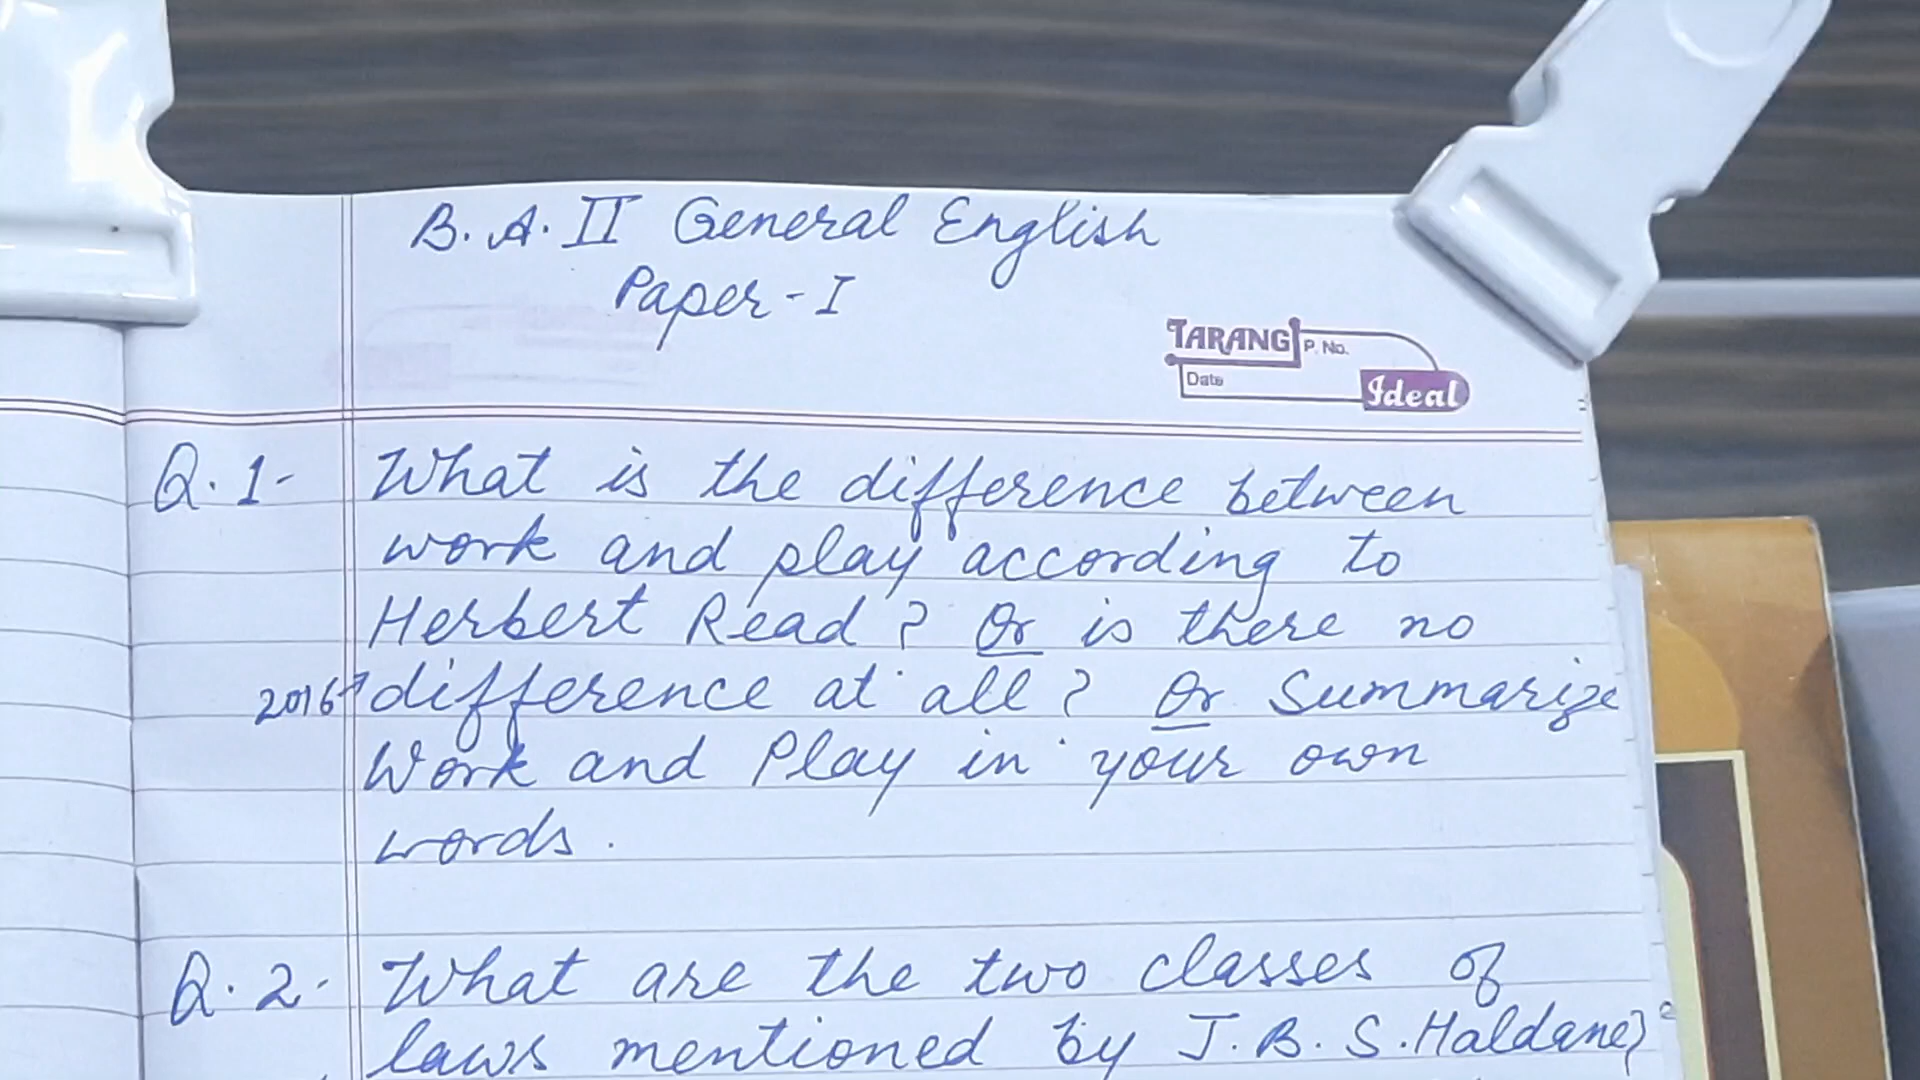 B. A. II General English
Paper - I
TARANG P. No.
Date Ideal
Q. 1- What is the difference between
work and play according to
Herbert Read ? Or is there no
2016→ difference at all ? Or Summarize
Work and Play in your own
words.
Q. 2- What are the two classes of
laws mentioned by J. B. S. Haldane?